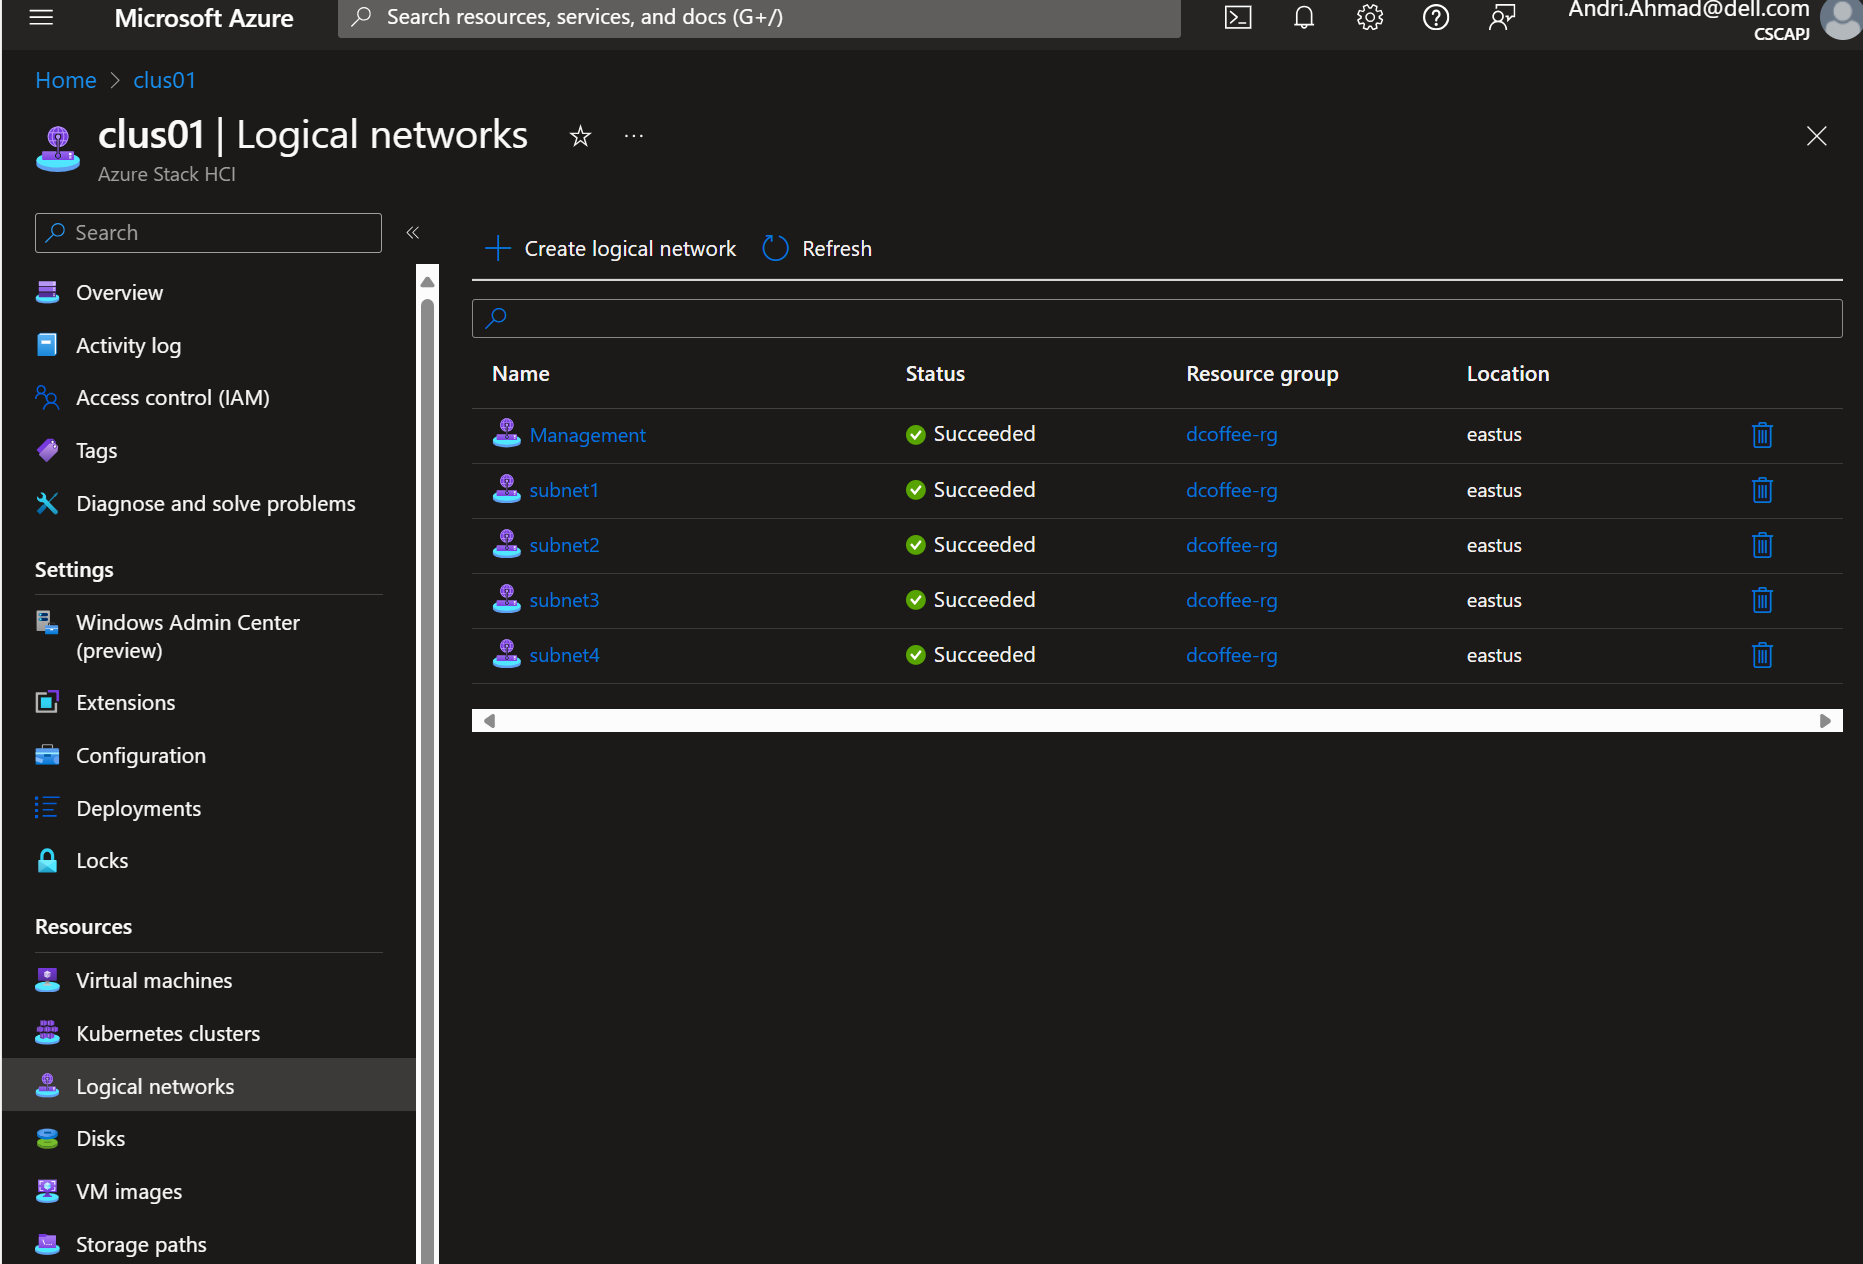 Microsoft Azure
Search resources, services, and docs (G+/)
Andri.Ahmad@dell.com
CSCAPJ
Home > clus01
clus01 | Logical networks
Azure Stack HCI
Search
Create logical network
Refresh
Overview
Activity log
Access control (IAM)
Tags
Diagnose and solve problems
Settings
Windows Admin Center
(preview)
Extensions
Configuration
Deployments
Locks
Resources
Virtual machines
Kubernetes clusters
Logical networks
Disks
VM images
Storage paths
Name Status Resource group Location
Management Succeeded dcoffee-rg eastus
subnet1 Succeeded dcoffee-rg eastus
subnet2 Succeeded dcoffee-rg eastus
subnet3 Succeeded dcoffee-rg eastus
subnet4 Succeeded dcoffee-rg eastus